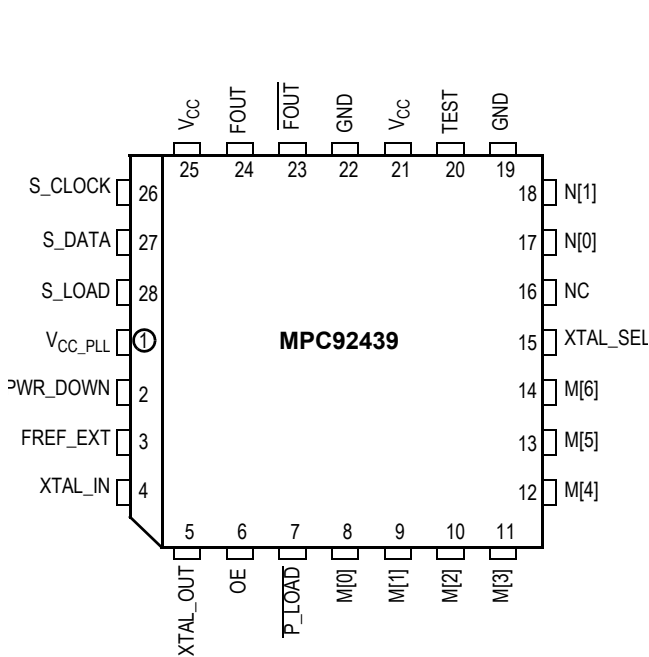 VCC
FOUT
FOUT
GND
VCC
TEST
GND
25
24
23
22
21
20
19
S_CLOCK
26
18
N[1]
S_DATA
27
17
N[0]
S_LOAD
28
16
NC
VCC_PLL
1
MPC92439
15
XTAL_SEL
PWR_DOWN
2
14
M[6]
FREF_EXT
3
13
M[5]
XTAL_IN
4
12
M[4]
5
6
7
8
9
10
11
XTAL_OUT
OE
P_LOAD
M[0]
M[1]
M[2]
M[3]